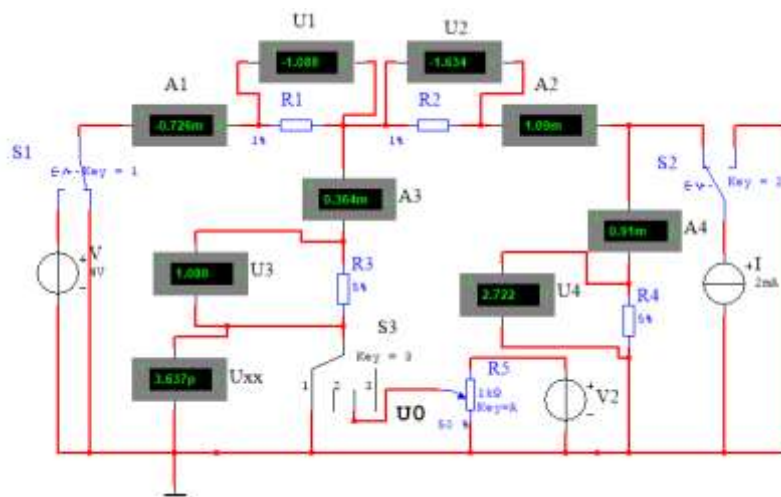 U1
U2
-1.088
-1.634
A1
R1
R2
A2
-0.726m
1%
1%
1.09m
S1
Key = 1
S2
Key = 2
A3
0.364m
A4
0.91m
V
+
-
R3
5%
U3
1.088
U4
2.722
R4
5%
+
I
2mA
S3
Key = 3
3.637p
Uxx
1
2
3
R5
1kΩ
Key=A
50 %
U0
+
-
V2